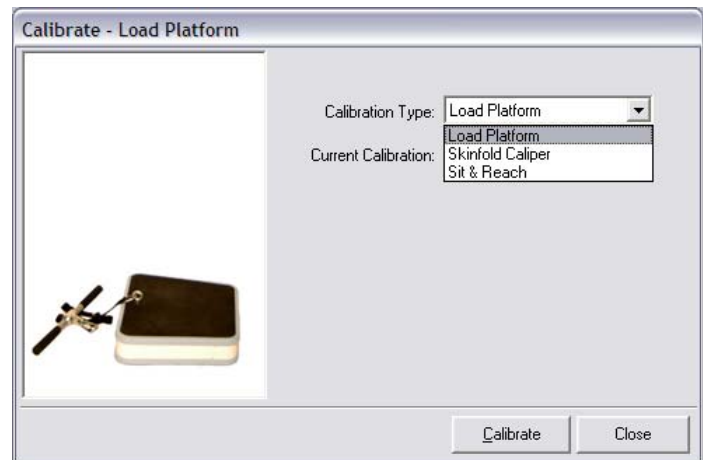 Calibrate - Load Platform
Calibration Type: Load Platform
Load Platform
Current Calibration: Skinfold Caliper
Sit & Reach
Calibrate Close